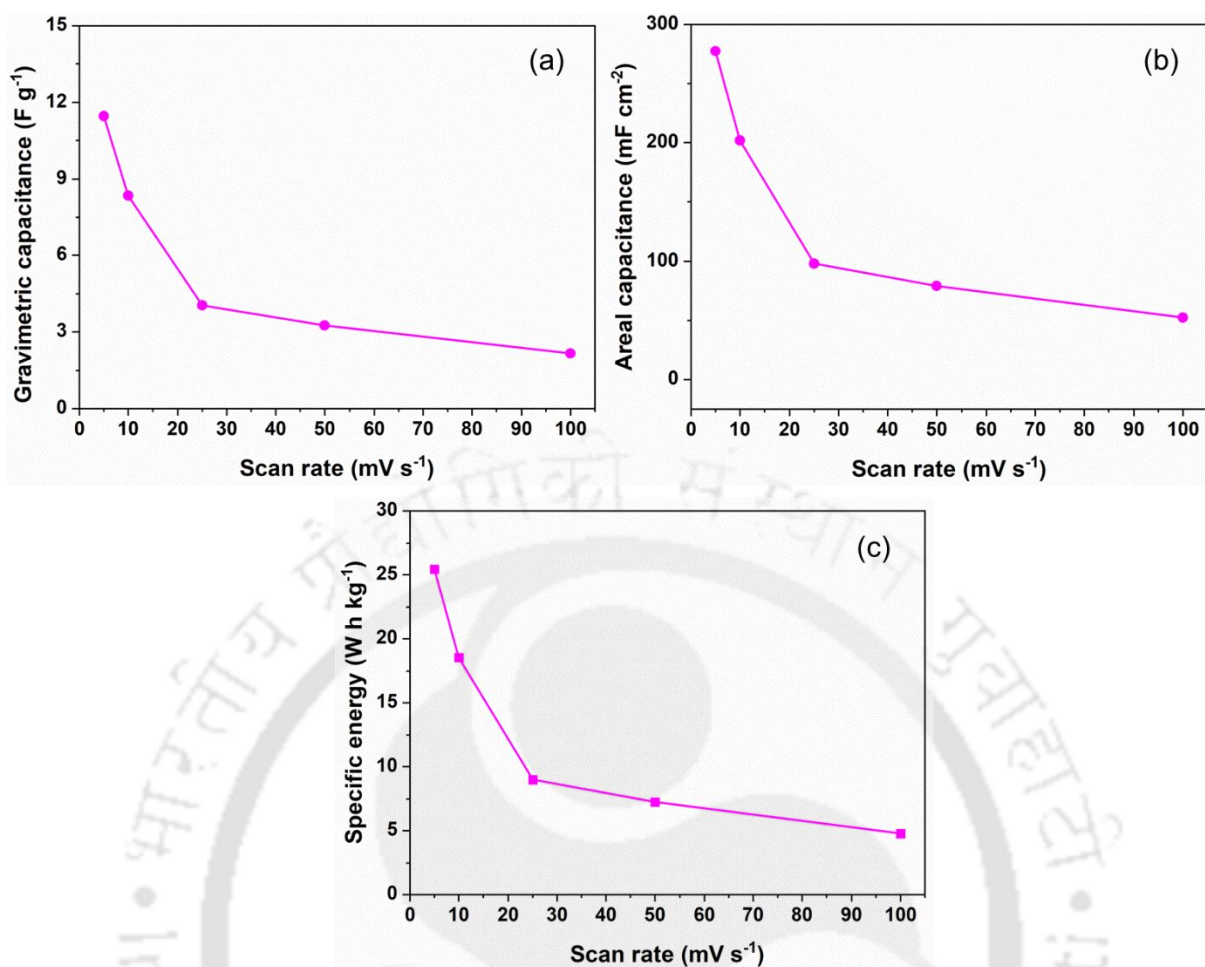 (a)
Gravimetric capacitance (F g⁻¹)
15
12
9
6
3
0
0 10 20 30 40 50 60 70 80 90 100
Scan rate (mV s⁻¹)
(b)
Areal capacitance (mF cm⁻²)
300
200
100
0
0 10 20 30 40 50 60 70 80 90 100
Scan rate (mV s⁻¹)
(c)
Specific energy (W h kg⁻¹)
30
25
20
15
10
5
0
0 10 20 30 40 50 60 70 80 90 100
Scan rate (mV s⁻¹)
भारतीय प्रौद्योगिकी संस्थान गुवाहाटी